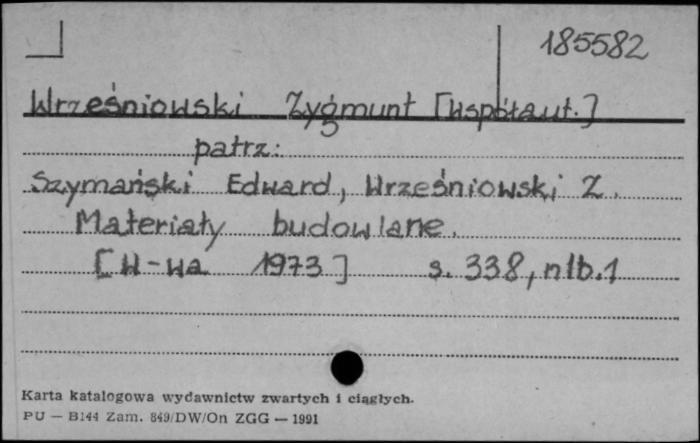 185582
Wrześniowski Zygmunt [współaut.]
patrz:
Szymański Edward, Wrześniowski Z.
Materiały budowlane.
[W-wa 1973] s. 338, nlb. 1
Karta katalogowa wydawnictw zwartych i ciągłych.
PU — B144 Zam. 849/DW/On ZGG — 1991